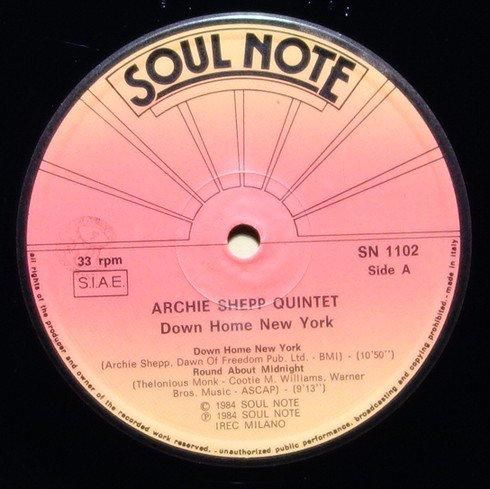 SOUL NOTE
33 rpm
S.I.A.E.
SN 1102
Side A
ARCHIE SHEPP QUINTET
Down Home New York
Down Home New York
(Archie Shepp, Dawn Of Freedom Pub. Ltd. - BMI) - (10'50'')
Round About Midnight
(Thelonious Monk - Cootie M. Williams, Warner
Bros. Music - ASCAP) - (9'13'')
© 1984 SOUL NOTE
℗ 1984 SOUL NOTE
IREC MILANO
all rights of the producer and owner of the recorded work reserved. - unauthorized public performance, broadcasting and copying prohibited. - made in italy